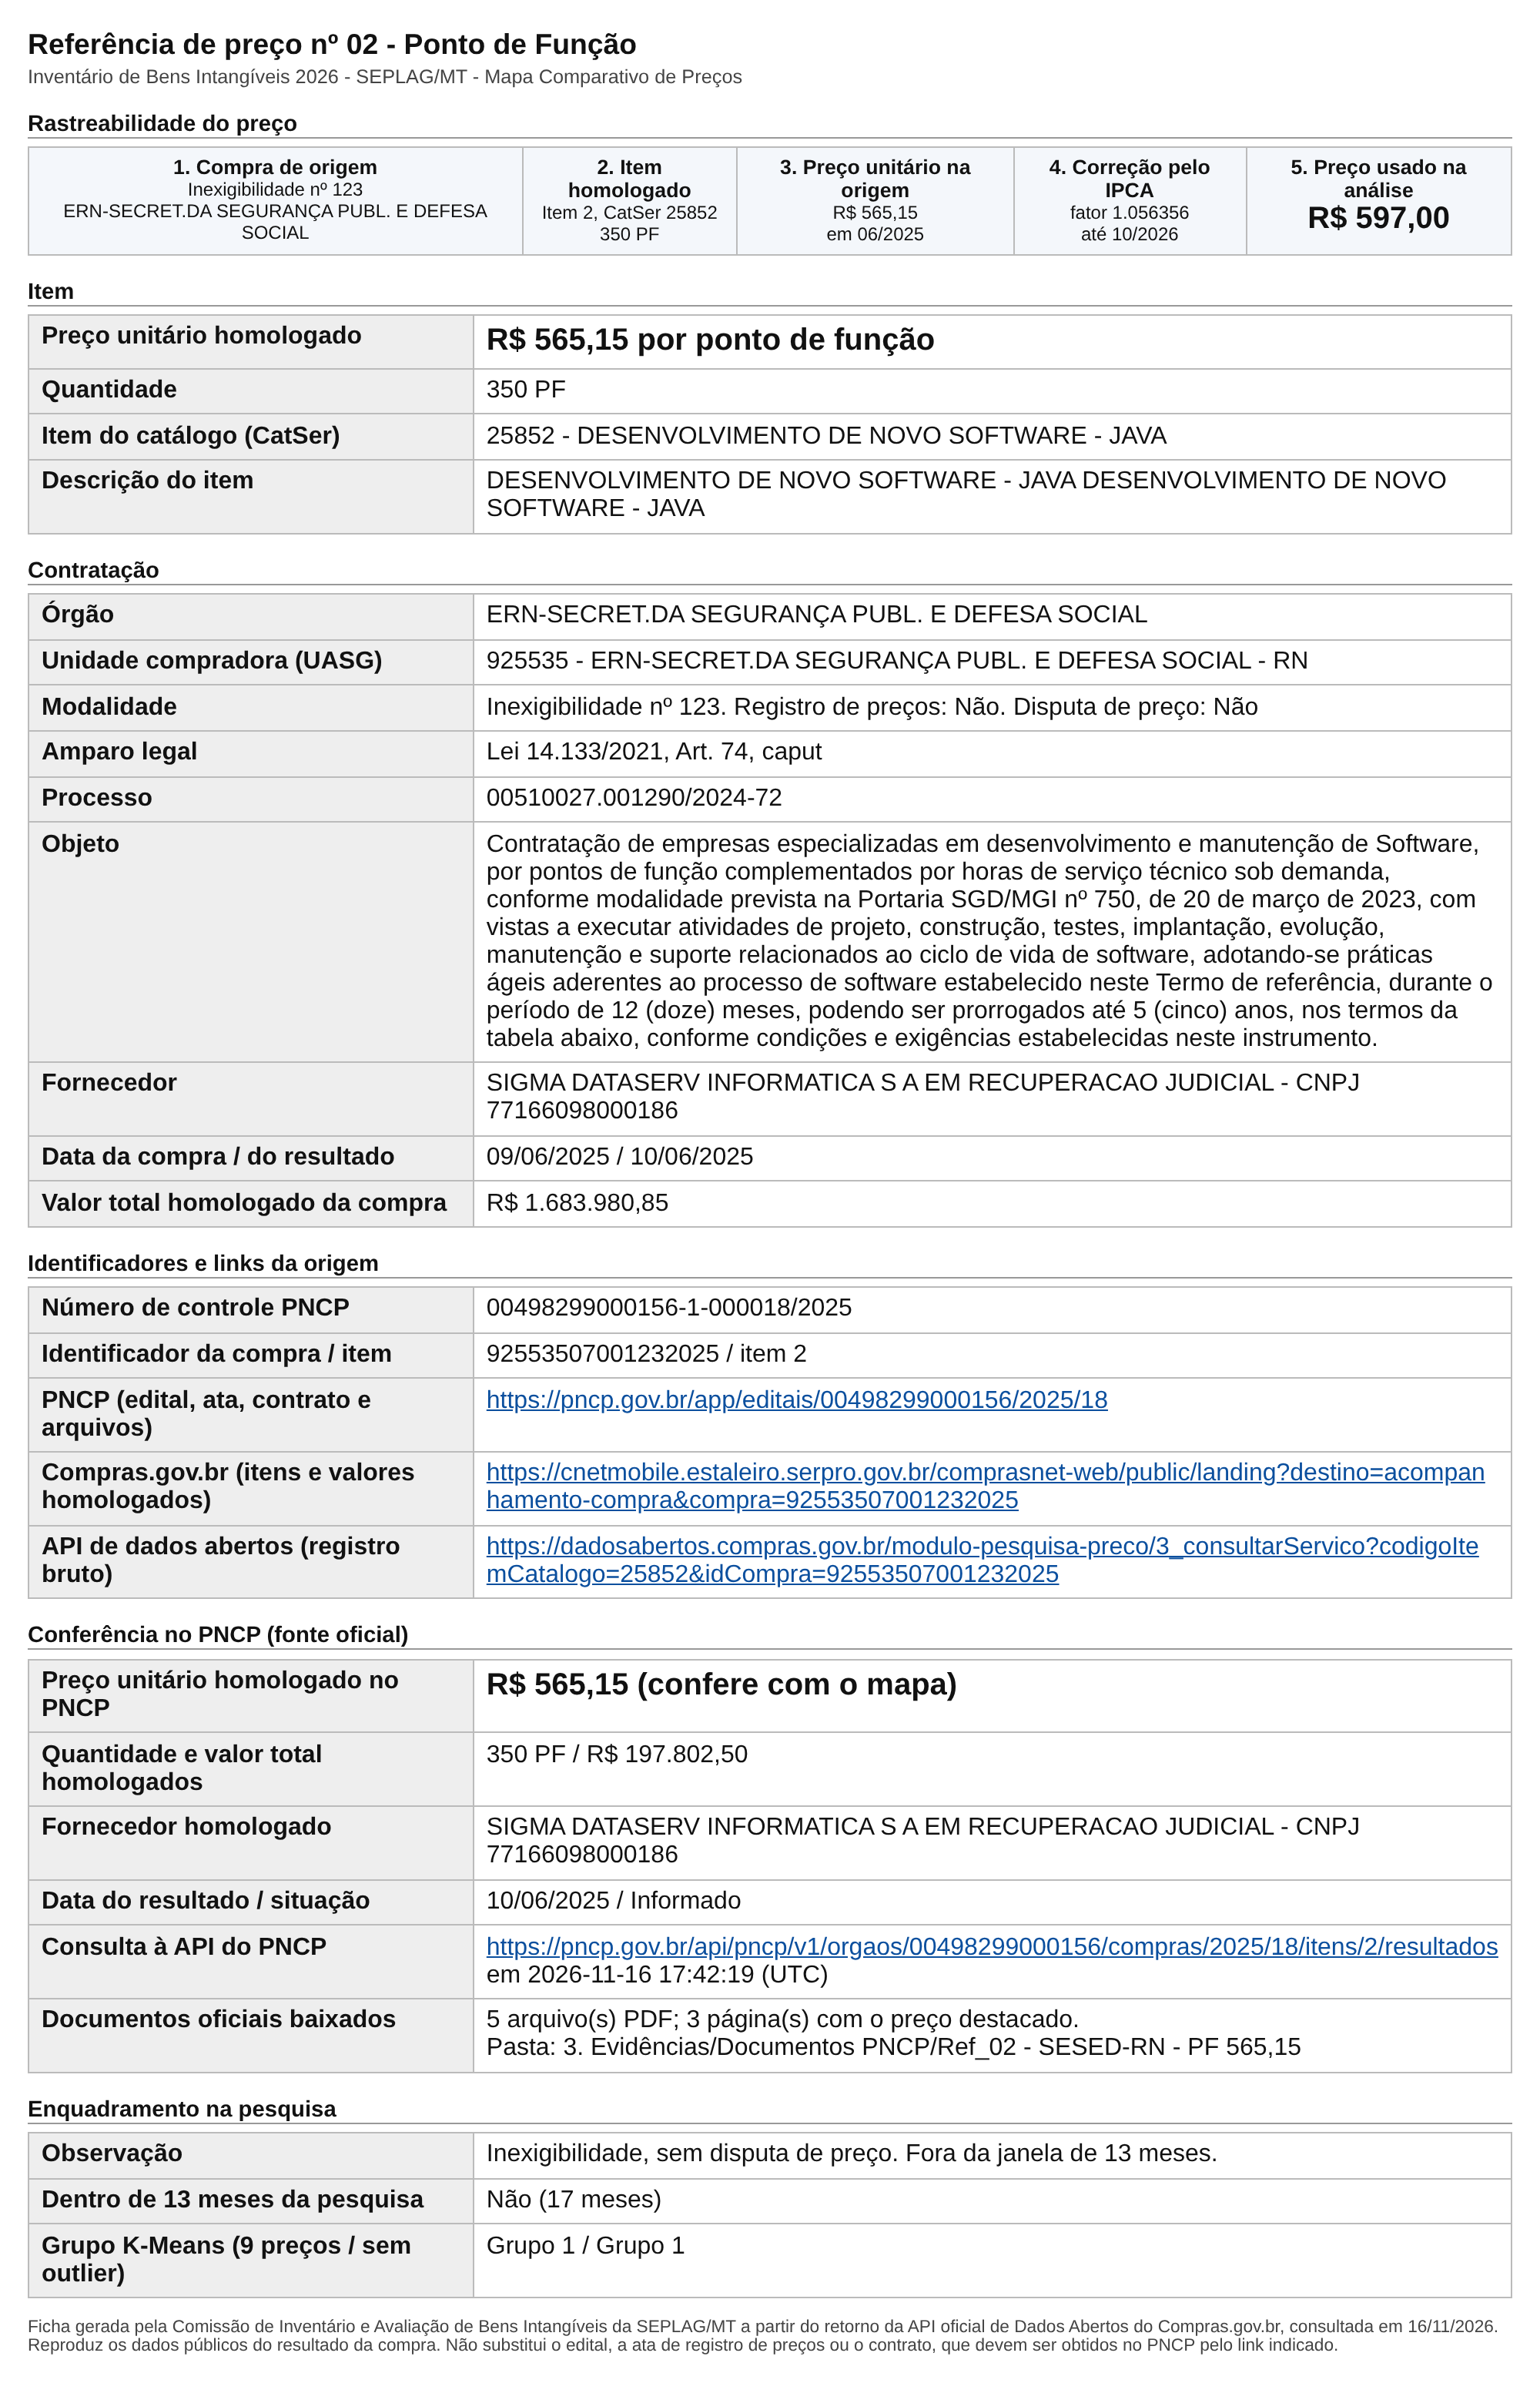 Referência de preço nº 02 - Ponto de Função
Inventário de Bens Intangíveis 2026 - SEPLAG/MT - Mapa Comparativo de Preços
Rastreabilidade do preço
1. Compra de origem
Inexigibilidade nº 123
ERN-SECRET.DA SEGURANÇA PUBL. E DEFESA
SOCIAL
2. Item
homologado
Item 2, CatSer 25852
350 PF
3. Preço unitário na
origem
R$ 565,15
em 06/2025
4. Correção pelo
IPCA
fator 1.056356
até 10/2026
5. Preço usado na
análise
R$ 597,00
Item
Preço unitário homologado
R$ 565,15 por ponto de função
Quantidade
350 PF
Item do catálogo (CatSer)
25852 - DESENVOLVIMENTO DE NOVO SOFTWARE - JAVA
Descrição do item
DESENVOLVIMENTO DE NOVO SOFTWARE - JAVA DESENVOLVIMENTO DE NOVO
SOFTWARE - JAVA
Contratação
Órgão
ERN-SECRET.DA SEGURANÇA PUBL. E DEFESA SOCIAL
Unidade compradora (UASG)
925535 - ERN-SECRET.DA SEGURANÇA PUBL. E DEFESA SOCIAL - RN
Modalidade
Inexigibilidade nº 123. Registro de preços: Não. Disputa de preço: Não
Amparo legal
Lei 14.133/2021, Art. 74, caput
Processo
00510027.001290/2024-72
Objeto
Contratação de empresas especializadas em desenvolvimento e manutenção de Software,
por pontos de função complementados por horas de serviço técnico sob demanda,
conforme modalidade prevista na Portaria SGD/MGI nº 750, de 20 de março de 2023, com
vistas a executar atividades de projeto, construção, testes, implantação, evolução,
manutenção e suporte relacionados ao ciclo de vida de software, adotando-se práticas
ágeis aderentes ao processo de software estabelecido neste Termo de referência, durante o
período de 12 (doze) meses, podendo ser prorrogados até 5 (cinco) anos, nos termos da
tabela abaixo, conforme condições e exigências estabelecidas neste instrumento.
Fornecedor
SIGMA DATASERV INFORMATICA S A EM RECUPERACAO JUDICIAL - CNPJ
77166098000186
Data da compra / do resultado
09/06/2025 / 10/06/2025
Valor total homologado da compra
R$ 1.683.980,85
Identificadores e links da origem
Número de controle PNCP
00498299000156-1-000018/2025
Identificador da compra / item
92553507001232025 / item 2
PNCP (edital, ata, contrato e
arquivos)
https://pncp.gov.br/app/editais/00498299000156/2025/18
Compras.gov.br (itens e valores
homologados)
https://cnetmobile.estaleiro.serpro.gov.br/comprasnet-web/public/landing?destino=acompan
hamento-compra&compra=92553507001232025
API de dados abertos (registro
bruto)
https://dadosabertos.compras.gov.br/modulo-pesquisa-preco/3_consultarServico?codigoIte
mCatalogo=25852&idCompra=92553507001232025
Conferência no PNCP (fonte oficial)
Preço unitário homologado no
PNCP
R$ 565,15 (confere com o mapa)
Quantidade e valor total
homologados
350 PF / R$ 197.802,50
Fornecedor homologado
SIGMA DATASERV INFORMATICA S A EM RECUPERACAO JUDICIAL - CNPJ
77166098000186
Data do resultado / situação
10/06/2025 / Informado
Consulta à API do PNCP
https://pncp.gov.br/api/pncp/v1/orgaos/00498299000156/compras/2025/18/itens/2/resultados
em 2026-11-16 17:42:19 (UTC)
Documentos oficiais baixados
5 arquivo(s) PDF; 3 página(s) com o preço destacado.
Pasta: 3. Evidências/Documentos PNCP/Ref_02 - SESED-RN - PF 565,15
Enquadramento na pesquisa
Observação
Inexigibilidade, sem disputa de preço. Fora da janela de 13 meses.
Dentro de 13 meses da pesquisa
Não (17 meses)
Grupo K-Means (9 preços / sem
outlier)
Grupo 1 / Grupo 1
Ficha gerada pela Comissão de Inventário e Avaliação de Bens Intangíveis da SEPLAG/MT a partir do retorno da API oficial de Dados Abertos do Compras.gov.br, consultada em 16/11/2026.
Reproduz os dados públicos do resultado da compra. Não substitui o edital, a ata de registro de preços ou o contrato, que devem ser obtidos no PNCP pelo link indicado.